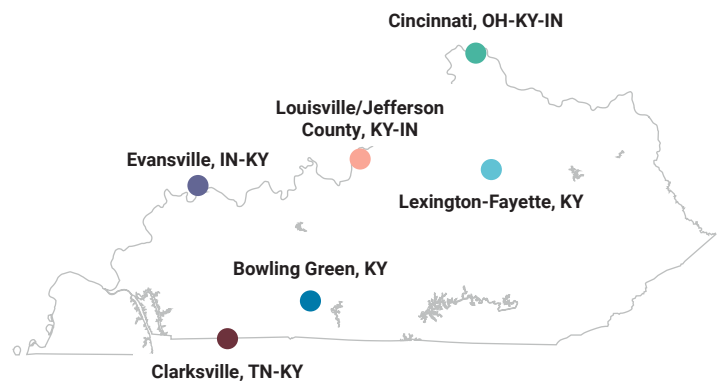 Cincinnati, OH-KY-IN
Louisville/Jefferson
County, KY-IN
Evansville, IN-KY
Lexington-Fayette, KY
Bowling Green, KY
Clarksville, TN-KY